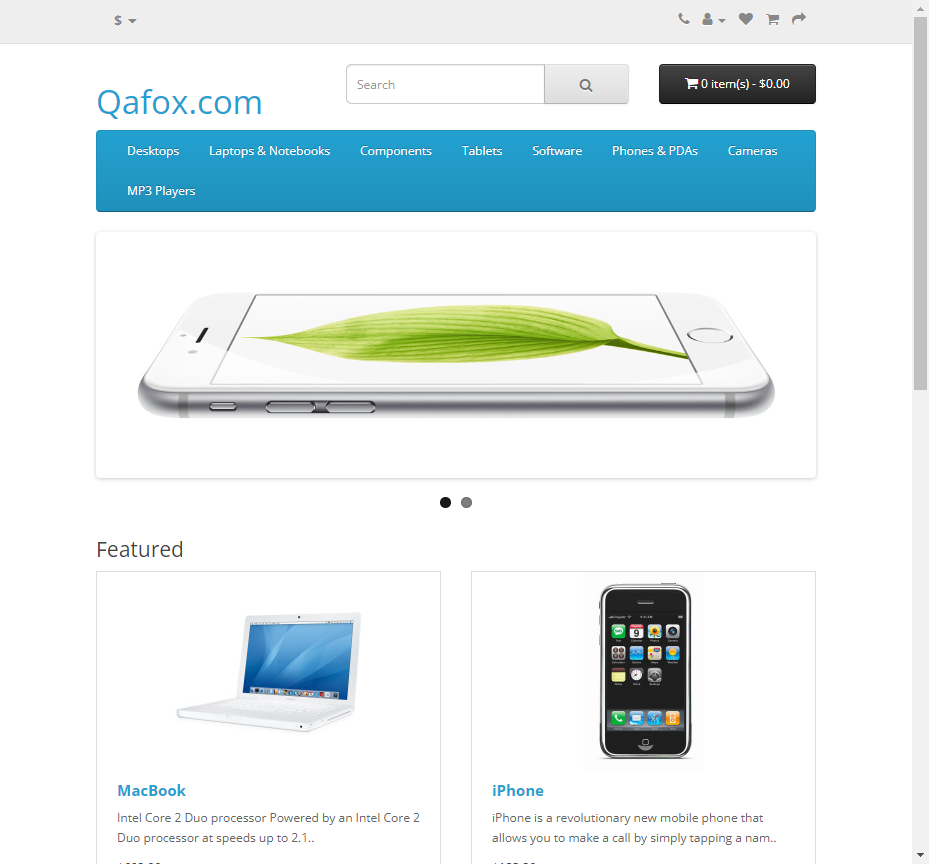 $
Qafox.com
Search
0 item(s) - $0.00
Desktops
Laptops & Notebooks
Components
Tablets
Software
Phones & PDAs
Cameras
MP3 Players
Featured
MacBook
Intel Core 2 Duo processor Powered by an Intel Core 2
Duo processor at speeds up to 2.1..
iPhone
iPhone is a revolutionary new mobile phone that
allows you to make a call by simply tapping a nam..